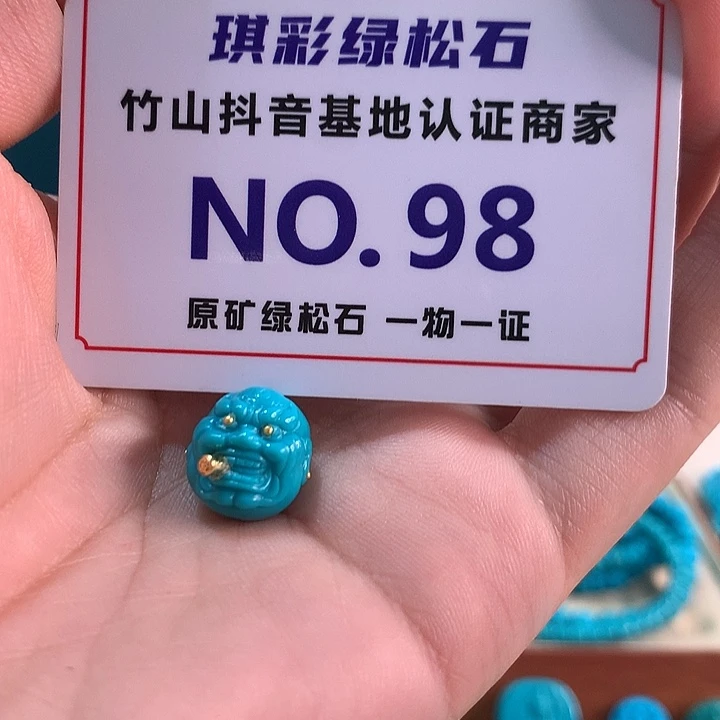 琪彩绿松石
竹山抖音基地认证商家
NO.98
原矿绿松石 一物一证